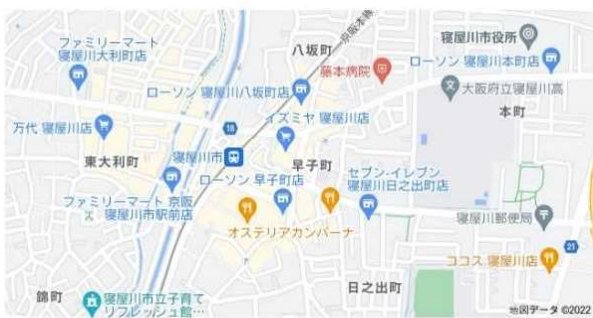 八坂町
京阪本線
寝屋川市役所
ファミリーマート
寝屋川大利町店
藤本病院
ローソン 寝屋川本町店
ローソン 寝屋川八坂町店
大阪府立寝屋川高
イズミヤ 寝屋川店
本町
万代 寝屋川店
18
東大利町
寝屋川市
早子町
ローソン 早子町店
セブン‐イレブン
寝屋川日之出町店
ファミリーマート 京阪
寝屋川市駅前店
オステリアカンパーナ
寝屋川郵便局
21
ココス 寝屋川店
日之出町
錦町
寝屋川市立子育て
リフレッシュ館…
地図データ ©2022